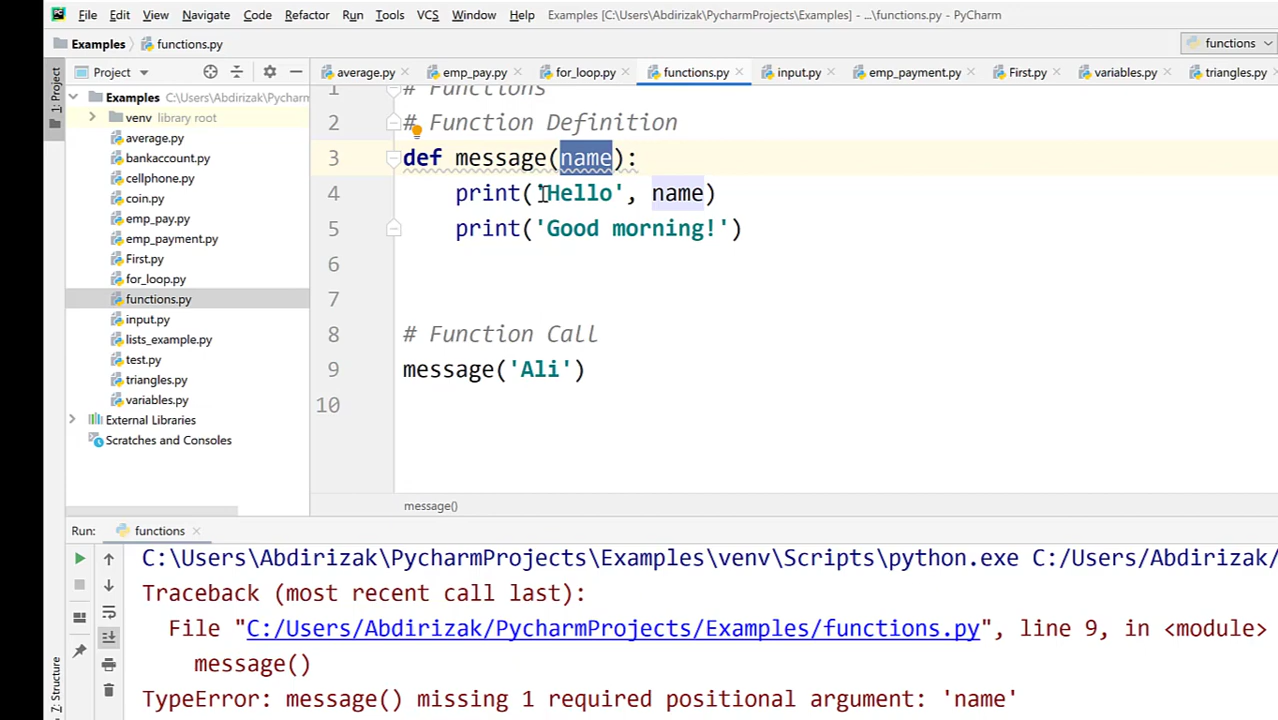 File Edit View Navigate Code Refactor Run Tools VCS Window Help Examples [C:\Users\Abdirizak\PycharmProjects\Examples] - ...\functions.py - PyCharm
Examples functions.py functions
1: Project
Project
average.py emp_pay.py for_loop.py functions.py input.py emp_payment.py First.py variables.py triangles.py
Examples C:\Users\Abdirizak\Pycharm
venv library root
average.py
bankaccount.py
cellphone.py
coin.py
emp_pay.py
emp_payment.py
First.py
for_loop.py
functions.py
input.py
lists_example.py
test.py
triangles.py
variables.py
External Libraries
Scratches and Consoles
1 # Functions
2 # Function Definition
3 def message(name):
4 print('Hello', name)
5 print('Good morning!')
6
7
8 # Function Call
9 message('Ali')
10
message()
Run: functions
7: Structure
C:\Users\Abdirizak\PycharmProjects\Examples\venv\Scripts\python.exe C:/Users/Abdirizak/
Traceback (most recent call last):
File "C:/Users/Abdirizak/PycharmProjects/Examples/functions.py", line 9, in <module>
message()
TypeError: message() missing 1 required positional argument: 'name'